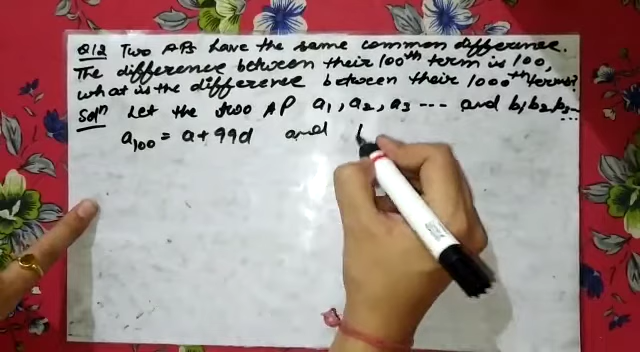 Q12 Two APs have the same common difference.
The difference between their 100th term is 100,
what is the difference between their 1000th terms?
Soln Let the two AP a1, a2, a3 --- and b1 b2 b3 ---
a100 = a + 99d and